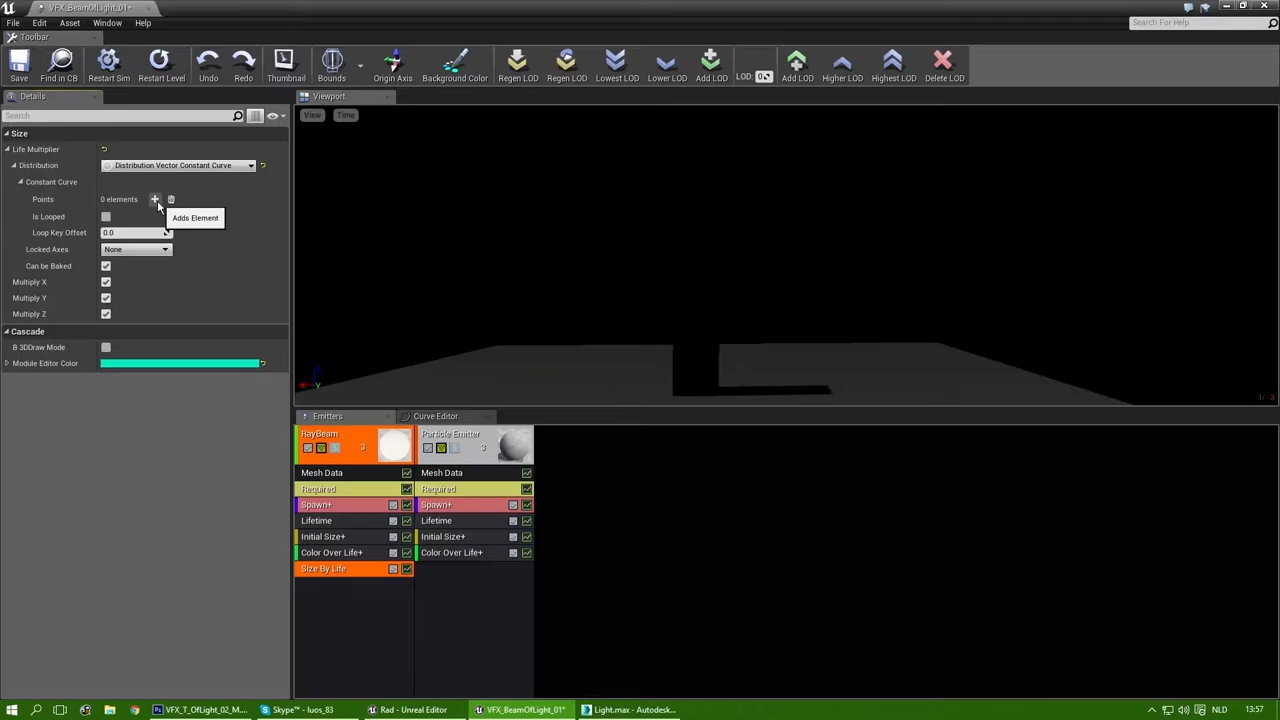 VFX_BeamOfLight_01*
File Edit Asset Window Help
Search For Help
Toolbar
Save Find in CB Restart Sim Restart Level Undo Redo Thumbnail Bounds Origin Axis Background Color Regen LOD Regen LOD Lowest LOD Lower LOD Add LOD LOD: 0 Add LOD Higher LOD Highest LOD Delete LOD
Details
Viewport
Search
View Time
Size
Life Multiplier
Distribution Distribution Vector Constant Curve
Constant Curve
Points 0 elements
Adds Element
Is Looped
Loop Key Offset 0.0
Locked Axes None
Can be Baked
Multiply X
Multiply Y
Multiply Z
Cascade
B 3DDraw Mode
Module Editor Color
Emitters Curve Editor
RayBeam Particle Emitter
3 3
Mesh Data Mesh Data
Required Required
Spawn+ Spawn+
Lifetime Lifetime
Initial Size+ Initial Size+
Color Over Life+ Color Over Life+
Size By Life
VFX_T_OfLight_02_M... Skype™ - luos_83 Rad - Unreal Editor VFX_BeamOfLight_01* Light.max - Autodesk... NLD 13:57